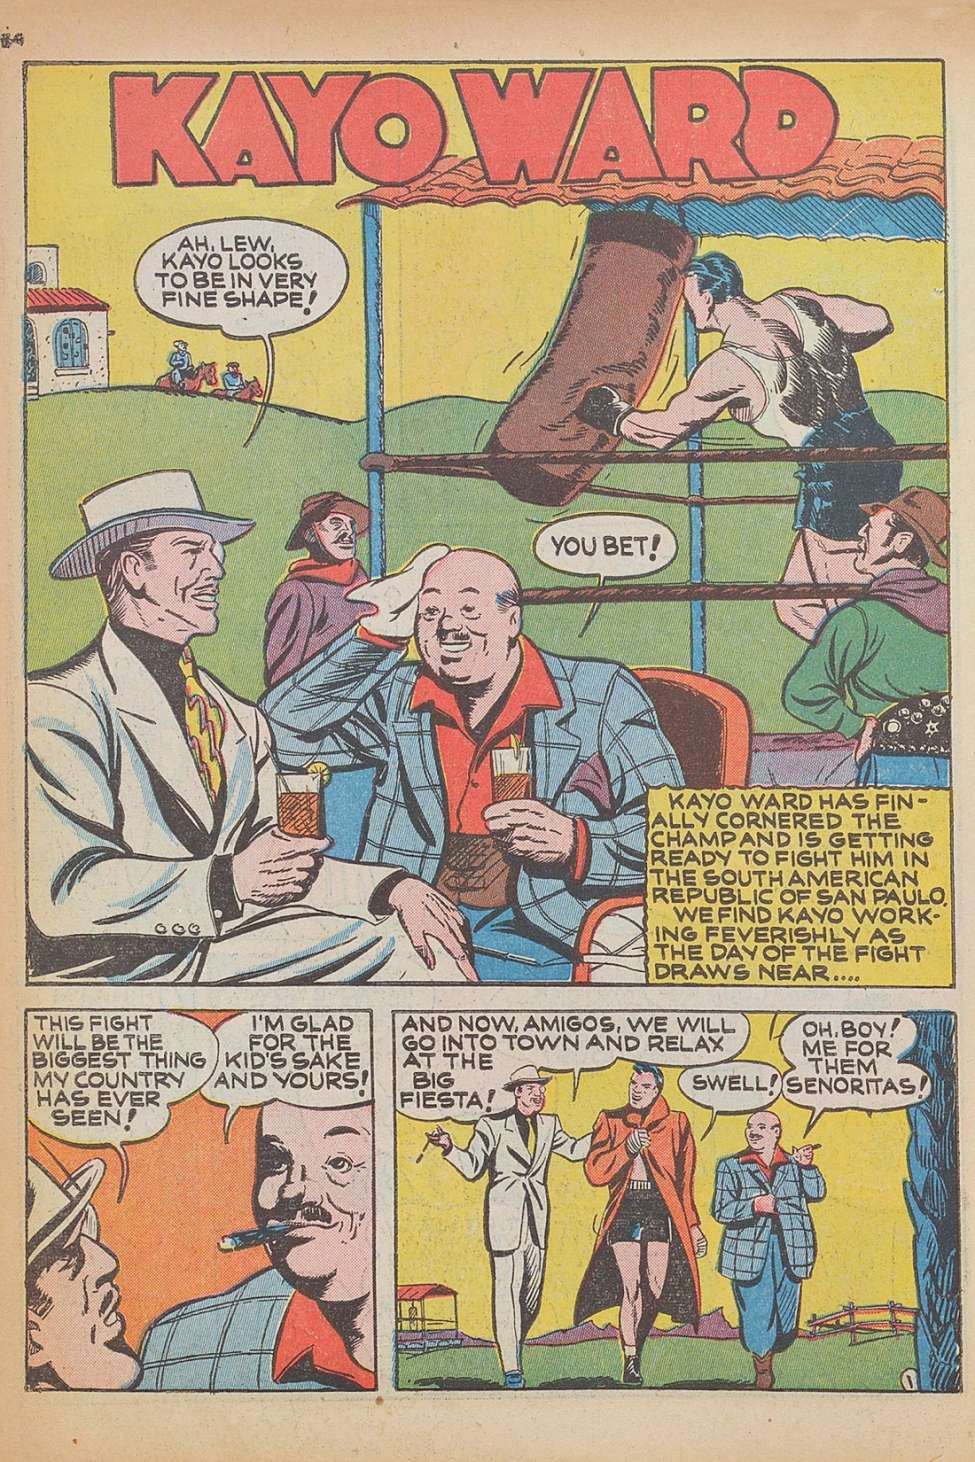 64
KAYO WARD
AH, LEW,
KAYO LOOKS
TO BE IN VERY
FINE SHAPE!
YOU BET!
KAYO WARD HAS FIN-
ALLY CORNERED THE
CHAMP AND IS GETTING
READY TO FIGHT HIM IN
THE SOUTH AMERICAN
REPUBLIC OF SAN PAULO.
WE FIND KAYO WORK-
ING FEVERISHLY AS
THE DAY OF THE FIGHT
DRAWS NEAR....
THIS FIGHT
WILL BE THE
BIGGEST THING
MY COUNTRY
HAS EVER
SEEN!
I'M GLAD
FOR THE
KID'S SAKE
AND YOURS!
AND NOW, AMIGOS, WE WILL
GO INTO TOWN AND RELAX
AT THE
BIG
FIESTA!
SWELL!
OH, BOY!
ME FOR
THEM
SENORITAS!
1